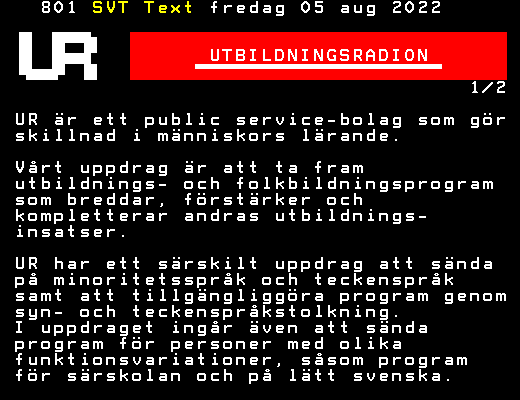 801 SVT Text fredag 05 aug 2022
UR
UTBILDNINGSRADION
1/2
UR är ett public service-bolag som gör
skillnad i människors lärande.
Vårt uppdrag är att ta fram
utbildnings- och folkbildningsprogram
som breddar, förstärker och
kompletterar andras utbildnings-
insatser.
UR har ett särskilt uppdrag att sända
på minoritetsspråk och teckenspråk
samt att tillgängliggöra program genom
syn- och teckenspråkstolkning.
I uppdraget ingår även att sända
program för personer med olika
funktionsvariationer, såsom program
för särskolan och på lätt svenska.